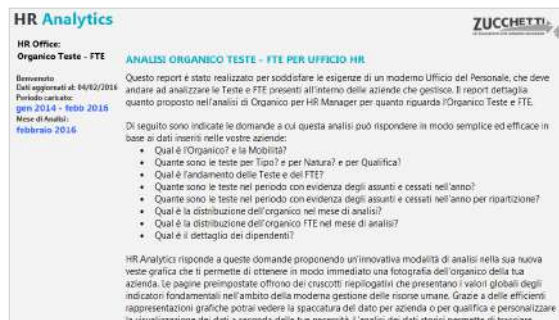 HR Analytics
ZUCCHETTI
HR Office:
Organico Teste - FTE
Benvenuto
Dati aggiornati al: 04/02/2016
Periodo caricato:
gen 2014 - febb 2016
Mese di Analisi:
febbraio 2016
ANALISI ORGANICO TESTE - FTE PER UFFICIO HR
Questo report è stato realizzato per soddisfare le esigenze di un moderno Ufficio del Personale, che deve
andare ad analizzare le Teste e FTE presenti all'interno delle aziende che gestisce. Il report dettaglia
quanto proposto nell'analisi di Organico per HR Manager per quanto riguarda l'Organico Teste e FTE.
Di seguito sono indicate le domande a cui questa analisi può rispondere in modo semplice ed efficace in
base ai dati inseriti nelle vostre aziende:
• Qual è l'Organico? e la Mobilità?
• Quante sono le teste per Tipo? e per Natura? e per Qualifica?
• Qual è l'andamento delle Teste e del FTE?
• Quante sono le teste nel periodo con evidenza degli assunti e cessati nell'anno?
• Quante sono le teste nel periodo con evidenza degli assunti e cessati nell'anno per ripartizione?
• Qual è la distribuzione dell'organico nel mese di analisi?
• Qual è la distribuzione dell'organico FTE nel mese di analisi?
• Qual è il dettaglio dei dipendenti?
HR Analytics risponde a queste domande proponendo un'innovativa modalità di analisi nella sua nuova
veste grafica che ti permette di ottenere in modo immediato una fotografia dell'organico della tua
azienda. Le pagine preimpostate offrono dei cruscotti riepilogativi che presentano i valori globali degli
indicatori fondamentali nell'ambito della moderna gestione delle risorse umane. Grazie a delle efficienti
rappresentazioni grafiche potrai vedere la spaccatura del dato per azienda o per qualifica e personalizzare